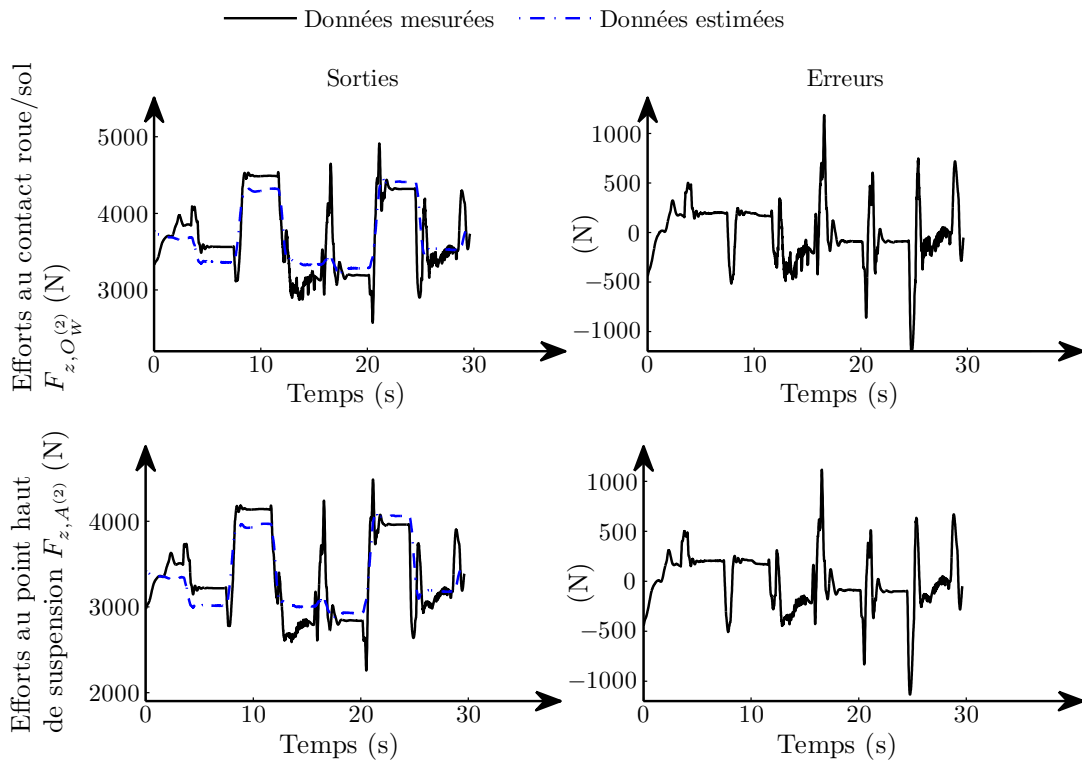 Données mesurées
Données estimées
Sorties
Erreurs
Efforts au contact roue/sol
F_{z,O_W^{(2)}} (N)
5000
4000
3000
0
10
20
30
Temps (s)
(N)
1000
500
0
−500
−1000
0
10
20
30
Temps (s)
Efforts au point haut
de suspension F_{z,A^{(2)}} (N)
4000
3000
2000
0
10
20
30
Temps (s)
(N)
1000
500
0
−500
−1000
0
10
20
30
Temps (s)